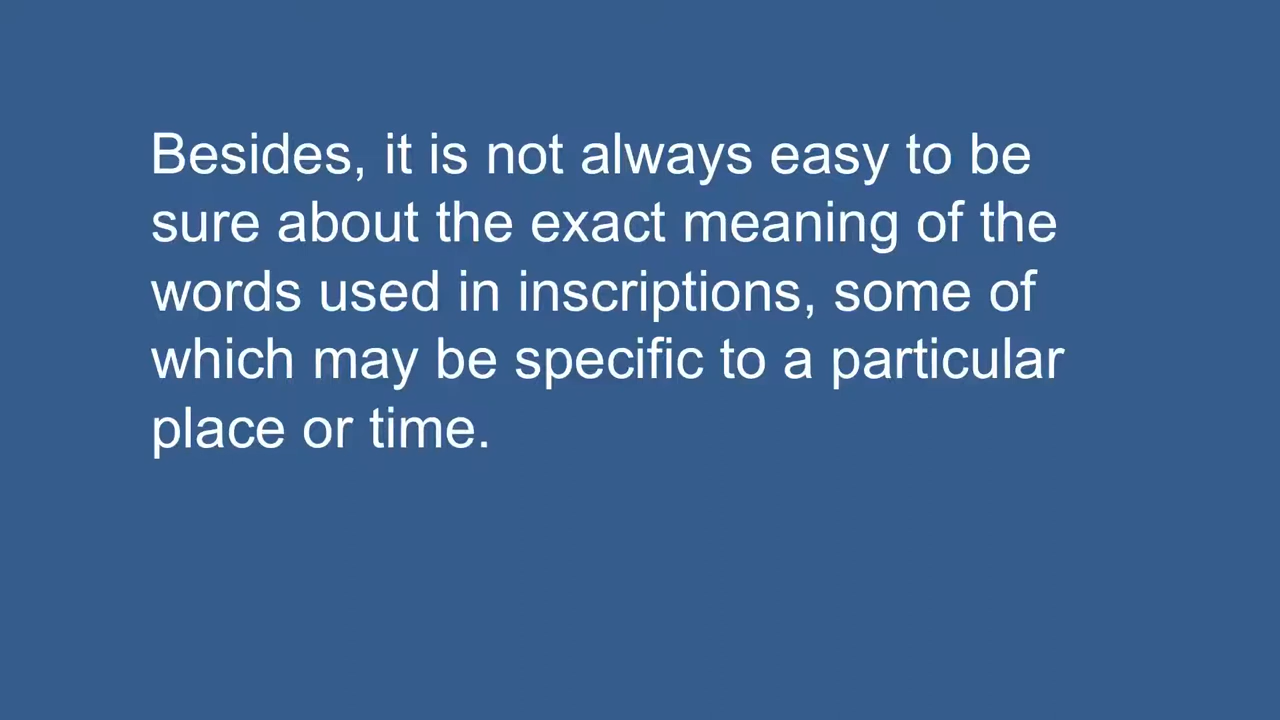 Besides, it is not always easy to be
sure about the exact meaning of the
words used in inscriptions, some of
which may be specific to a particular
place or time.